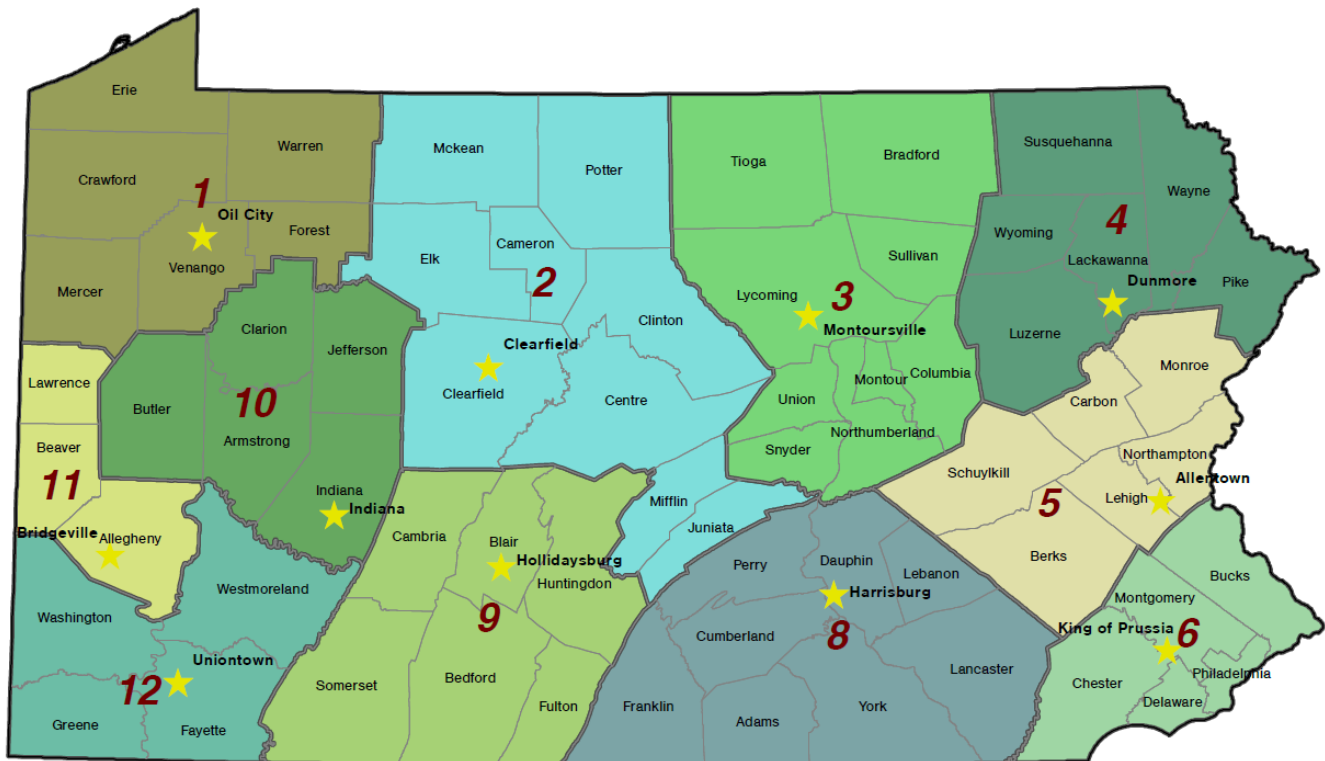 Erie
Warren
Crawford
1
Oil City
Forest
Venango
Mercer
Mckean
Potter
Cameron
Elk
2
Clinton
Clearfield
Clearfield
Centre
Mifflin
Juniata
Tioga
Bradford
Sullivan
Lycoming
3
Montoursville
Columbia
Montour
Union
Northumberland
Snyder
Susquehanna
Wayne
Wyoming
4
Lackawanna
Dunmore
Pike
Luzerne
Monroe
Carbon
Northampton
Schuylkill
Allentown
Lehigh
5
Berks
Bucks
Montgomery
King of Prussia
6
Philadelphia
Chester
Delaware
Dauphin
Perry
Lebanon
Harrisburg
Cumberland
8
Lancaster
Franklin
York
Adams
Cambria
Blair
Hollidaysburg
Huntingdon
9
Bedford
Somerset
Fulton
Clarion
Jefferson
10
Butler
Armstrong
Indiana
Indiana
Lawrence
Beaver
11
Bridgeville
Allegheny
Westmoreland
Washington
Uniontown
12
Greene
Fayette